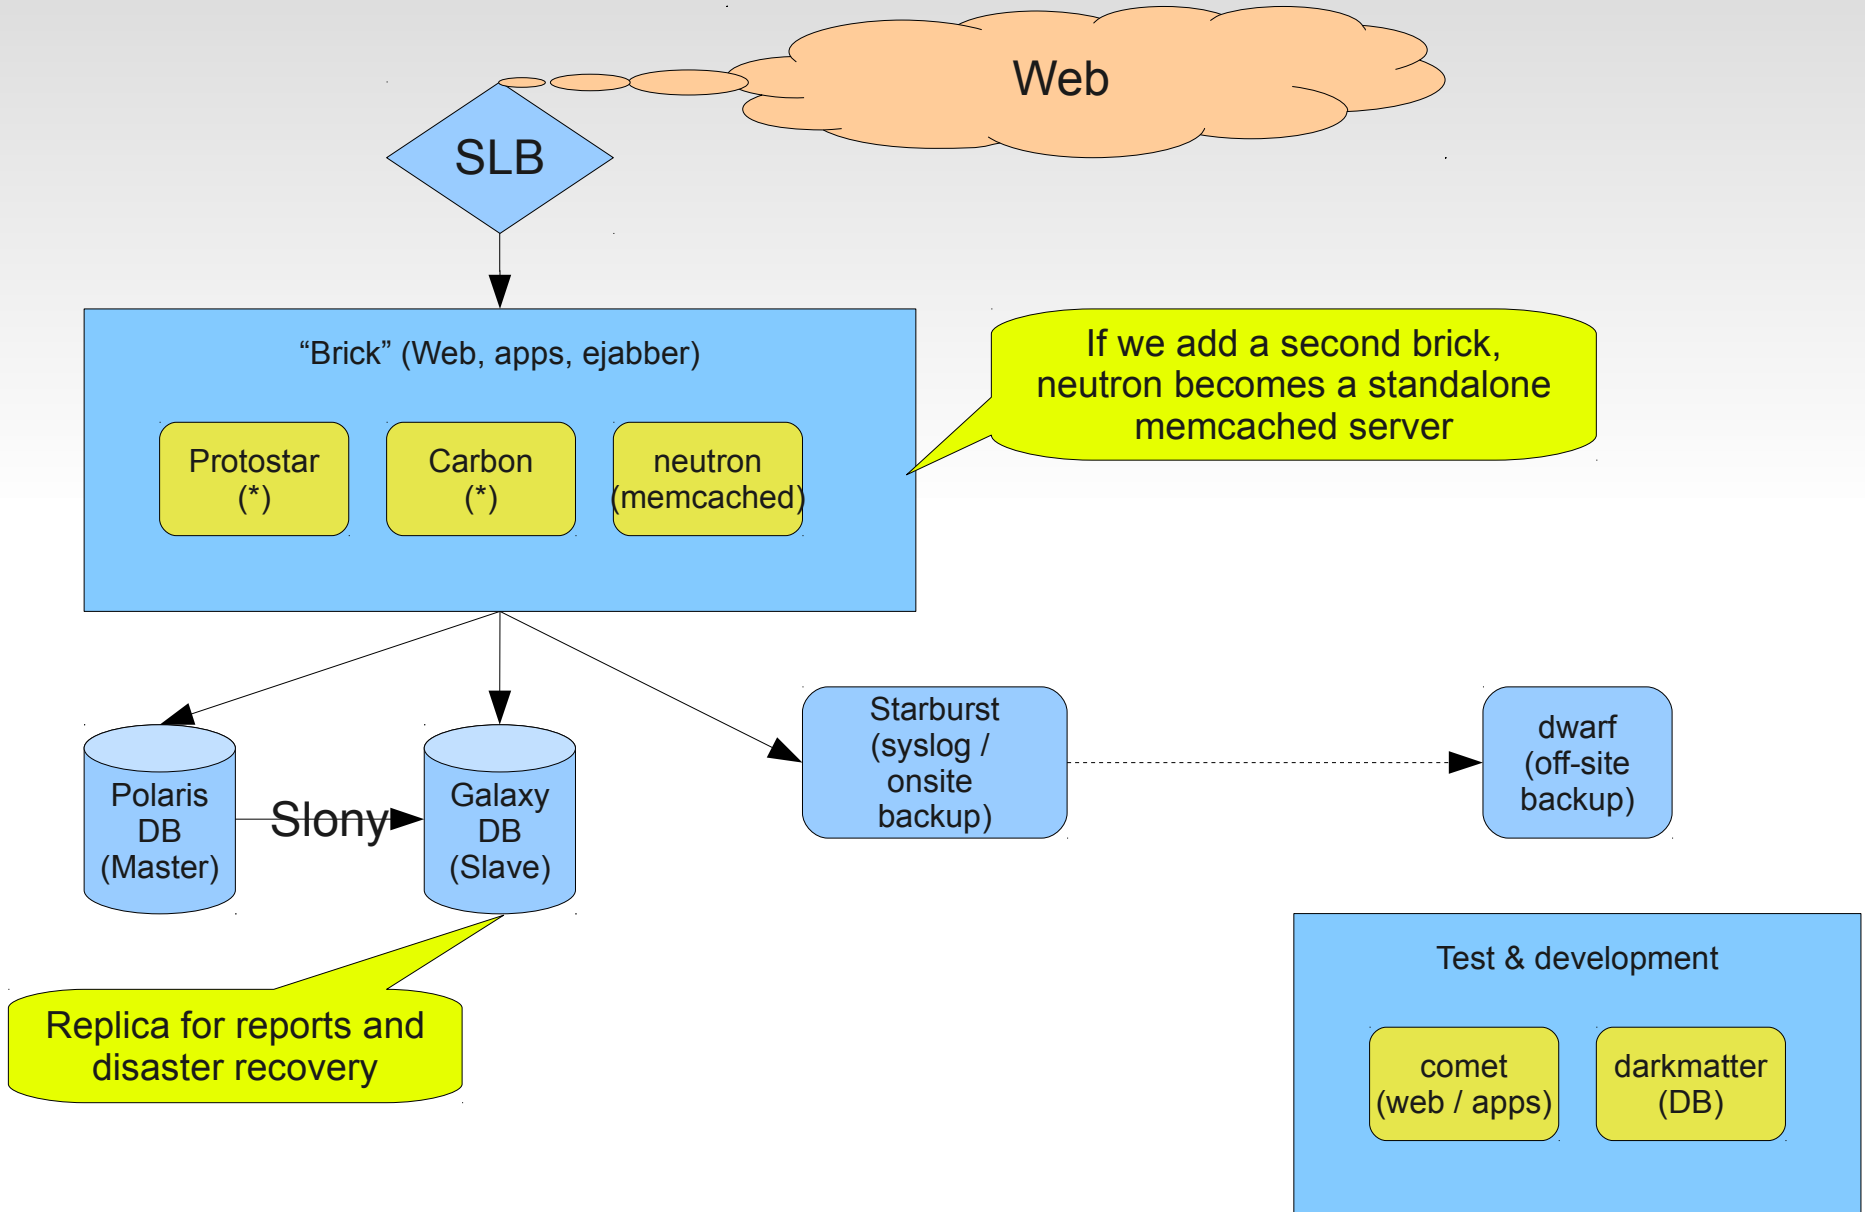 Web
SLB
“Brick” (Web, apps, ejabber)
If we add a second brick,
neutron becomes a standalone
memcached server
Protostar
(*)
Carbon
(*)
neutron
(memcached)
Starburst
(syslog /
onsite
backup)
dwarf
(off-site
backup)
Polaris
DB
(Master)
Slony
Galaxy
DB
(Slave)
Replica for reports and
disaster recovery
Test & development
comet
(web / apps)
darkmatter
(DB)